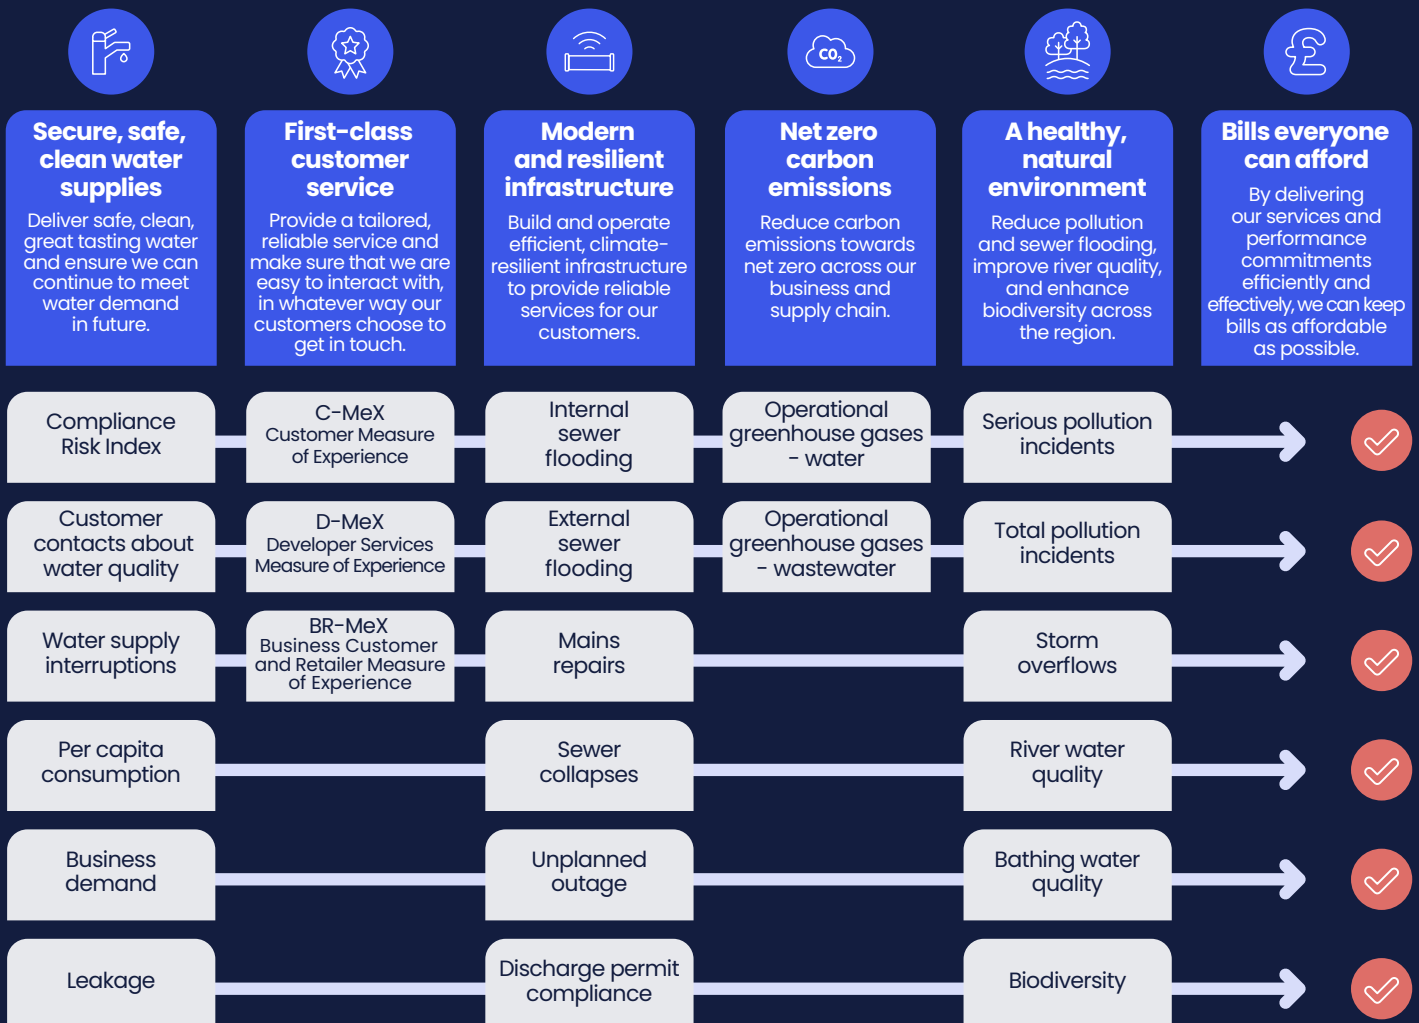 CO₂
Secure, safe,
clean water
supplies
Deliver safe, clean,
great tasting water
and ensure we can
continue to meet
water demand
in future.
First-class
customer
service
Provide a tailored,
reliable service and
make sure that we are
easy to interact with,
in whatever way our
customers choose to
get in touch.
Modern
and resilient
infrastructure
Build and operate
efficient, climate-
resilient infrastructure
to provide reliable
services for our
customers.
Net zero
carbon
emissions
Reduce carbon
emissions towards
net zero across our
business and
supply chain.
A healthy,
natural
environment
Reduce pollution
and sewer flooding,
improve river quality,
and enhance
biodiversity across
the region.
£
Bills everyone
can afford
By delivering
our services and
performance
commitments
efficiently and
effectively, we can keep
bills as affordable
as possible.
Compliance
Risk Index
C-MeX
Customer Measure
of Experience
Internal
sewer
flooding
Operational
greenhouse gases
- water
Serious pollution
incidents
Customer
contacts about
water quality
D-MeX
Developer Services
Measure of Experience
External
sewer
flooding
Operational
greenhouse gases
- wastewater
Total pollution
incidents
Water supply
interruptions
BR-MeX
Business Customer
and Retailer Measure
of Experience
Mains
repairs
Storm
overflows
Per capita
consumption
Sewer
collapses
River water
quality
Business
demand
Unplanned
outage
Bathing water
quality
Leakage
Discharge permit
compliance
Biodiversity